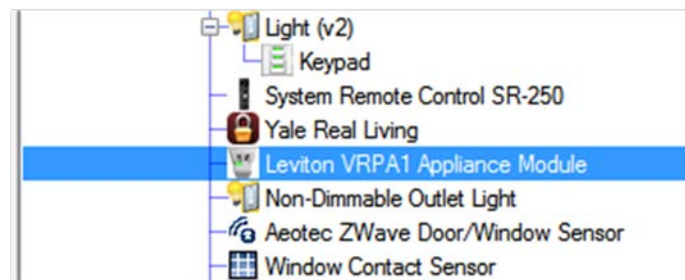 Light (v2)
Keypad
System Remote Control SR-250
Yale Real Living
Leviton VRPA1 Appliance Module
Non-Dimmable Outlet Light
Aeotec ZWave Door/Window Sensor
Window Contact Sensor